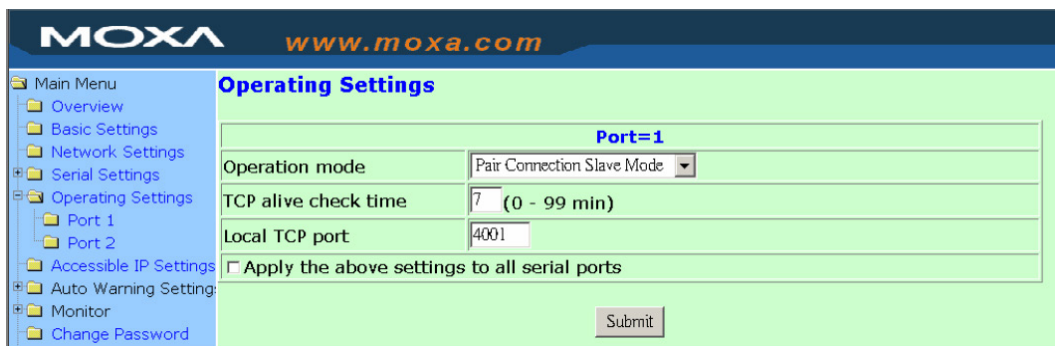 MOXA www.moxa.com
Main Menu
Overview
Basic Settings
Network Settings
Serial Settings
Operating Settings
Port 1
Port 2
Accessible IP Settings
Auto Warning Setting
Monitor
Change Password
Operating Settings
Port=1
Operation mode Pair Connection Slave Mode
TCP alive check time 7 (0 - 99 min)
Local TCP port 4001
Apply the above settings to all serial ports
Submit